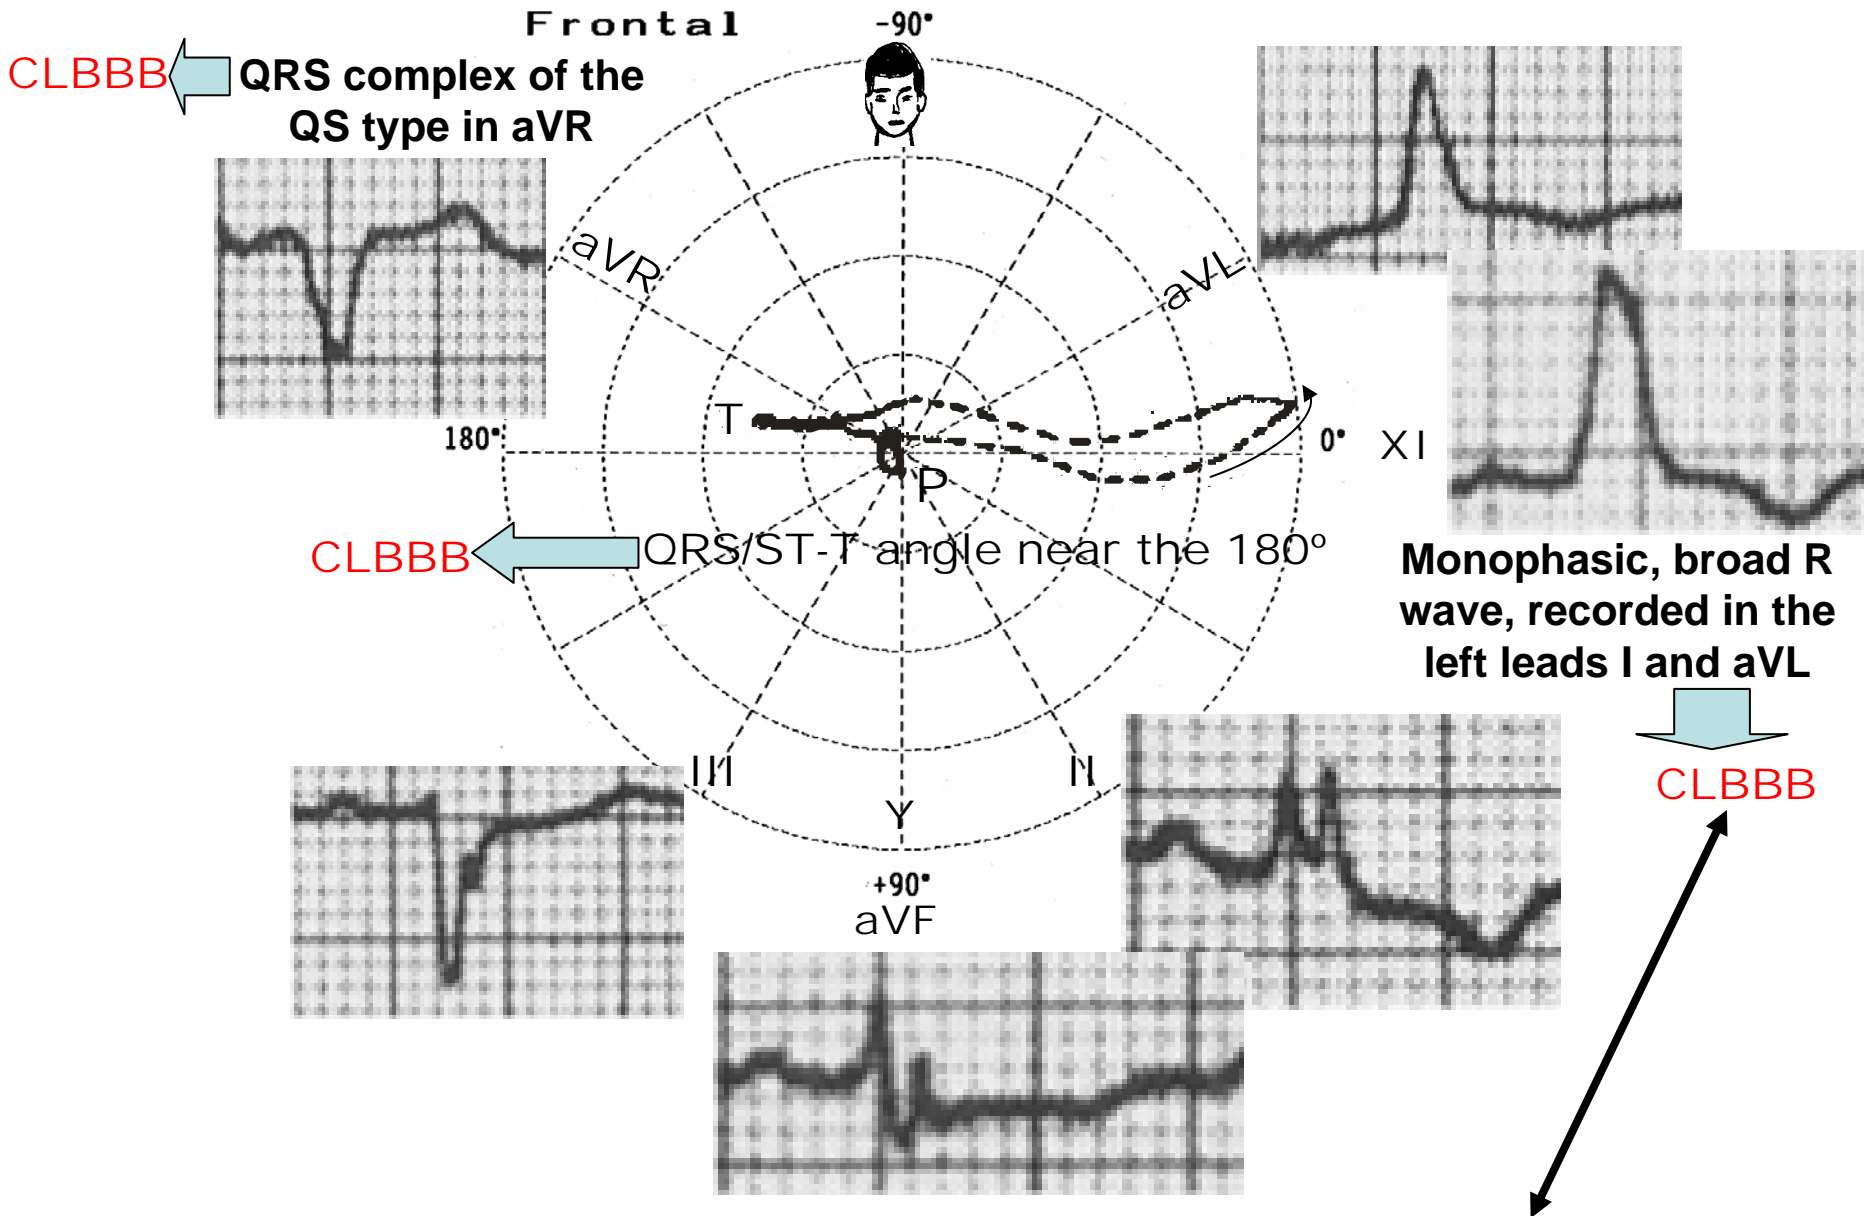 Frontal
-90°
CLBBB
QRS complex of the
QS type in aVR
aVR
aVL
T
180°
0°
X I
P
CLBBB
QRS/ST-T angle near the 180º
Monophasic, broad R
wave, recorded in the
left leads I and aVL
CLBBB
III
II
Y
+90°
aVF